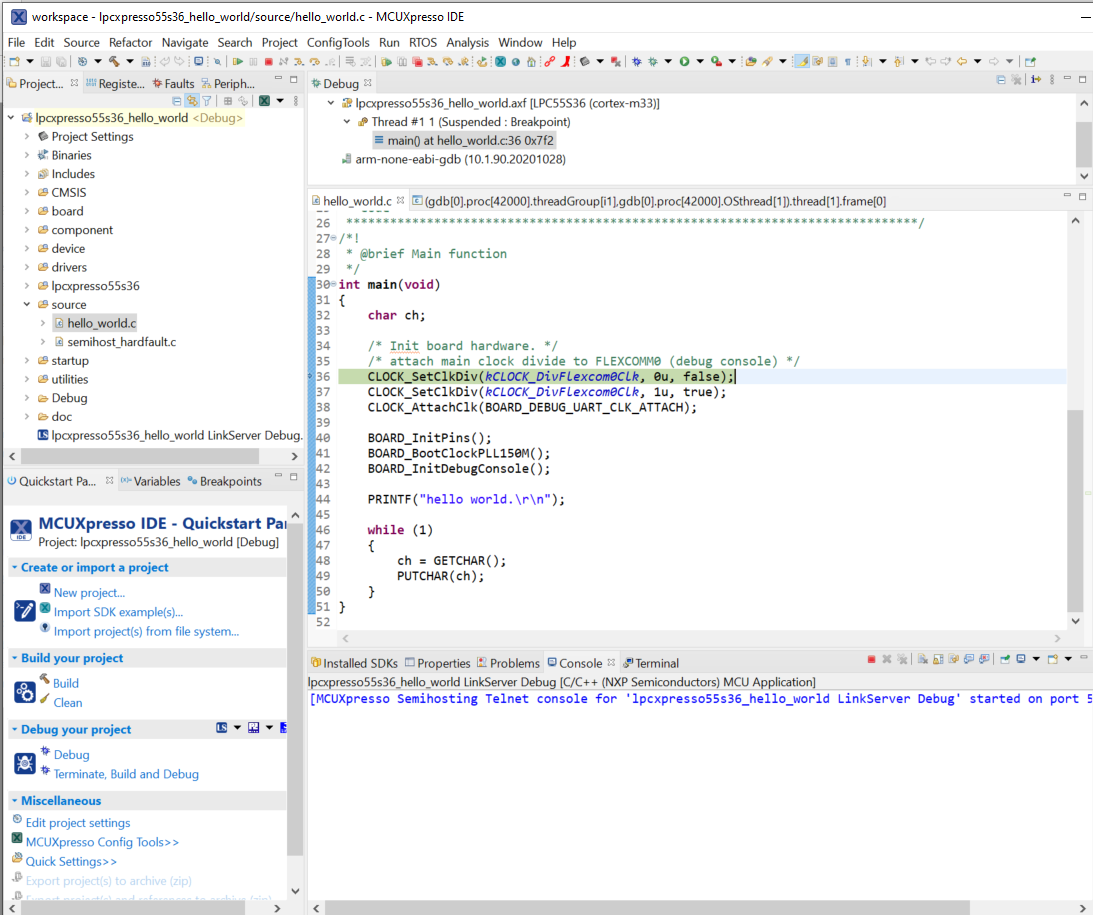 workspace - lpcxpresso55s36_hello_world/source/hello_world.c - MCUXpresso IDE
File Edit Source Refactor Navigate Search Project ConfigTools Run RTOS Analysis Window Help
Project... Registe... Faults Periph...
lpcxpresso55s36_hello_world <Debug>
Project Settings
Binaries
Includes
CMSIS
board
component
device
drivers
lpcxpresso55s36
source
hello_world.c
semihost_hardfault.c
startup
utilities
Debug
doc
LS lpcxpresso55s36_hello_world LinkServer Debug.
Quickstart Pa... (x)= Variables Breakpoints
IDE
MCUXpresso IDE - Quickstart Pa
Project: lpcxpresso55s36_hello_world [Debug]
Create or import a project
New project...
Import SDK example(s)...
Import project(s) from file system...
Build your project
Build
Clean
Debug your project LS
Debug
Terminate, Build and Debug
Miscellaneous
Edit project settings
MCUXpresso Config Tools>>
Quick Settings>>
Export project(s) to archive (zip)
Export project(s) and references to archive (zip)
Debug
lpcxpresso55s36_hello_world.axf [LPC55S36 (cortex-m33)]
Thread #1 1 (Suspended : Breakpoint)
main() at hello_world.c:36 0x7f2
arm-none-eabi-gdb (10.1.90.20201028)
hello_world.c (gdb[0].proc[42000].threadGroup[i1],gdb[0].proc[42000].OSthread[1]).thread[1].frame[0]
26 ******************************************************************************/
27 /*!
28 * @brief Main function
29 */
30 int main(void)
31 {
32 char ch;
33
34 /* Init board hardware. */
35 /* attach main clock divide to FLEXCOMM0 (debug console) */
36 CLOCK_SetClkDiv(kCLOCK_DivFlexcom0Clk, 0u, false);
37 CLOCK_SetClkDiv(kCLOCK_DivFlexcom0Clk, 1u, true);
38 CLOCK_AttachClk(BOARD_DEBUG_UART_CLK_ATTACH);
39
40 BOARD_InitPins();
41 BOARD_BootClockPLL150M();
42 BOARD_InitDebugConsole();
43
44 PRINTF("hello world.\r\n");
45
46 while (1)
47 {
48 ch = GETCHAR();
49 PUTCHAR(ch);
50 }
51 }
52
Installed SDKs Properties Problems Console Terminal
lpcxpresso55s36_hello_world LinkServer Debug [C/C++ (NXP Semiconductors) MCU Application]
[MCUXpresso Semihosting Telnet console for 'lpcxpresso55s36_hello_world LinkServer Debug' started on port 5